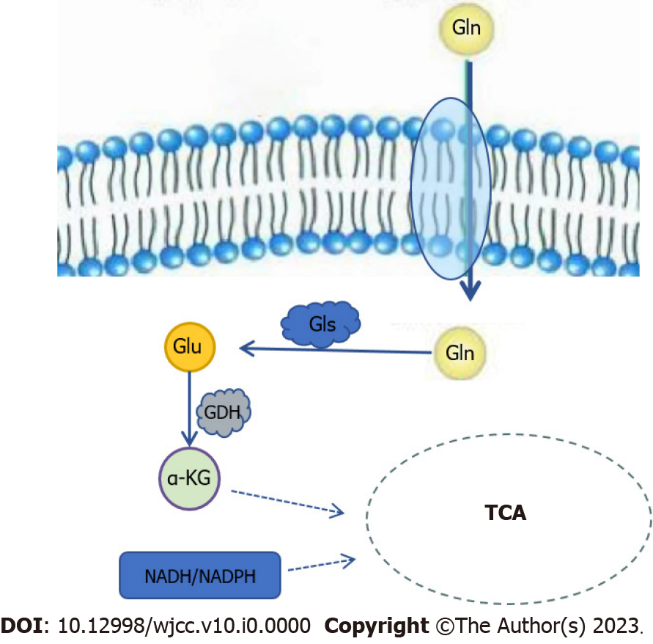 Gln
Gls
Glu
Gln
GDH
α-KG
TCA
NADH/NADPH
DOI: 10.12998/wjcc.v10.i0.0000 Copyright ©The Author(s) 2023.